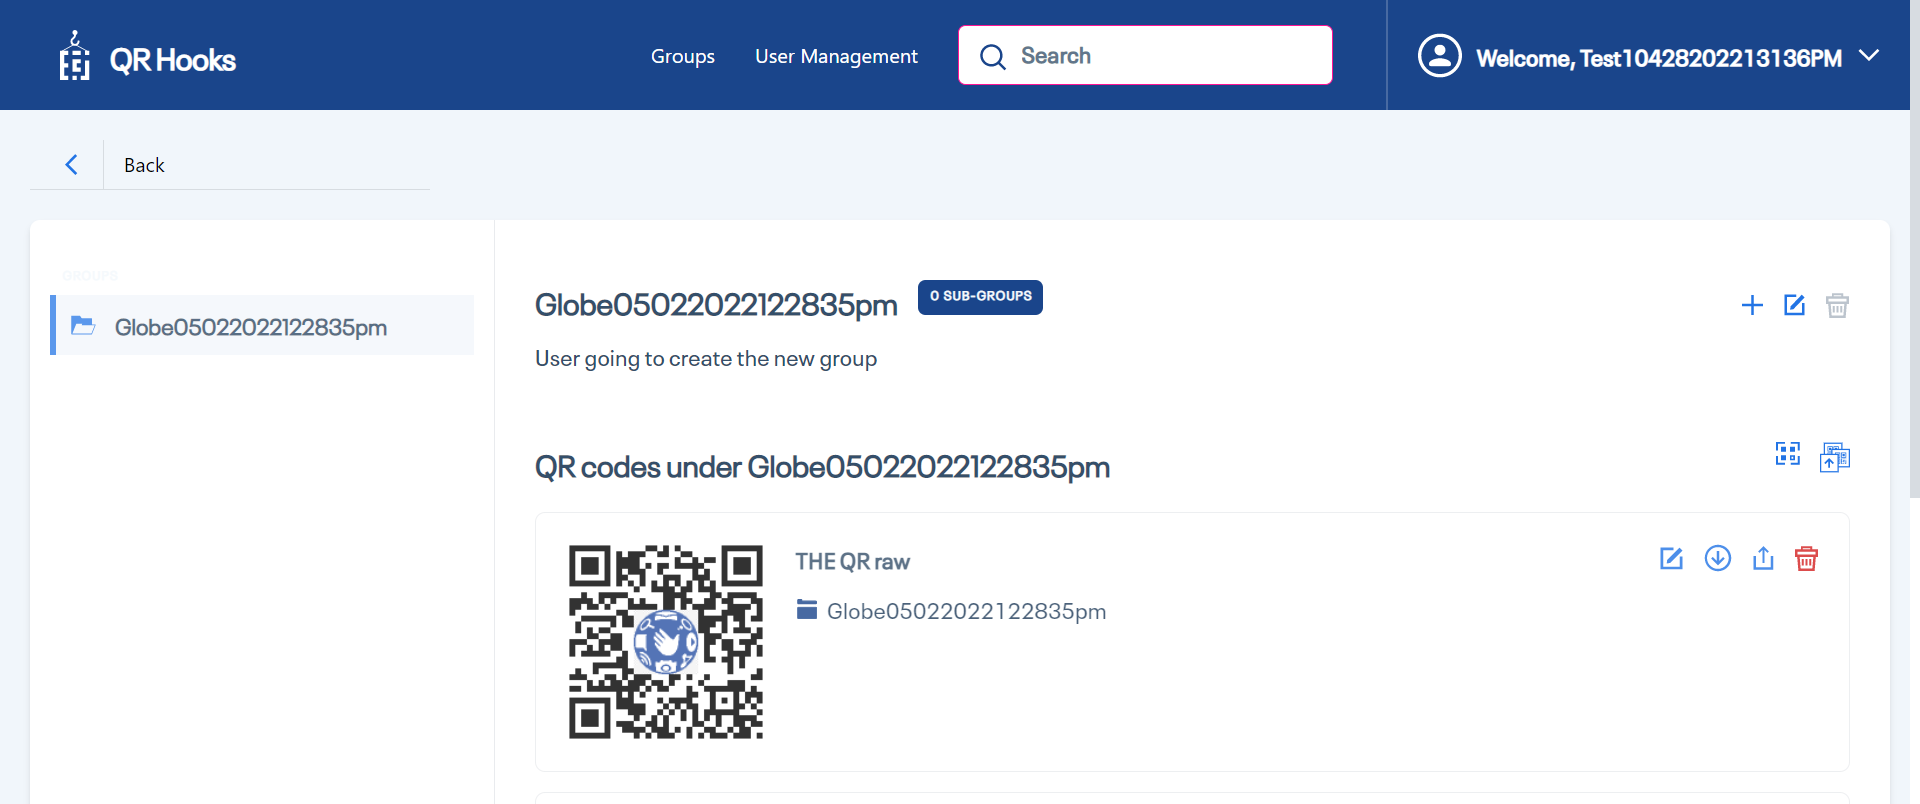 QR Hooks
Groups
User Management
Search
Welcome, Test10428202213136PM
Back
GROUPS
Globe05022022122835pm
Globe05022022122835pm
0 SUB-GROUPS
User going to create the new group
QR codes under Globe05022022122835pm
THE QR raw
Globe05022022122835pm